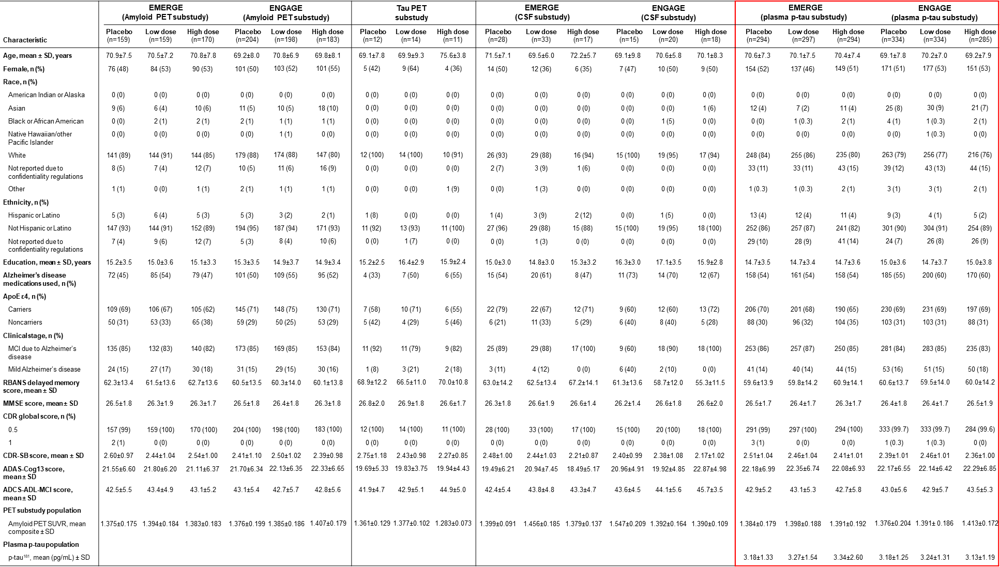 EMERGE ENGAGE Tau PET EMERGE ENGAGE EMERGE ENGAGE
(Amyloid PET substudy) (Amyloid PET substudy) substudy (CSF substudy) (CSF substudy) (plasma p-tau substudy) (plasma p-tau substudy)
Placebo Low dose High dose Placebo Low dose High dose Placebo Low dose High dose Placebo Low dose High dose Placebo Low dose High dose Placebo Low dose High dose Placebo Low dose High dose
Characteristic (n=159) (n=159) (n=170) (n=204) (n=198) (n=183) (n=12) (n=14) (n=11) (n=28) (n=33) (n=17) (n=15) (n=20) (n=18) (n=294) (n=297) (n=294) (n=334) (n=334) (n=285)
Age, mean ± SD, years 70.9±7.5 70.5±7.2 70.8±7.8 69.2±8.0 70.8±6.9 69.8±8.1 69.1±7.8 69.9±9.3 75.6±3.8 71.5±7.1 69.5±6.0 72.2±5.7 69.1±9.8 70.6±5.8 70.1±8.3 70.6±7.3 70.1±7.5 70.4±7.4 69.1±7.8 70.2±7.0 69.2±7.9
Female, n (%) 76 (48) 84 (53) 90 (53) 101 (50) 103 (52) 101 (55) 5 (42) 9 (64) 4 (36) 14 (50) 12 (36) 6 (35) 7 (47) 10 (50) 9 (50) 154 (52) 137 (46) 149 (51) 171 (51) 177 (53) 151 (53)
Race, n (%)
American Indian or Alaska 0 (0) 0 (0) 0 (0) 0 (0) 0 (0) 0 (0) 0 (0) 0 (0) 0 (0) 0 (0) 0 (0) 0 (0) 0 (0) 0 (0) 0 (0) 0 (0) 0 (0) 0 (0) 0 (0) 0 (0) 0 (0)
Asian 9 (6) 6 (4) 10 (6) 11 (5) 10 (5) 18 (10) 0 (0) 0 (0) 0 (0) 0 (0) 0 (0) 0 (0) 0 (0) 0 (0) 1 (6) 12 (4) 7 (2) 11 (4) 25 (8) 30 (9) 21 (7)
Black or African American 0 (0) 2 (1) 2 (1) 2 (1) 1 (1) 1 (1) 0 (0) 0 (0) 0 (0) 0 (0) 0 (0) 0 (0) 0 (0) 1 (5) 0 (0) 0 (0) 1 (0.3) 2 (1) 4 (1) 1 (0.3) 2 (1)
Native Hawaiian/other 0 (0) 0 (0) 0 (0) 0 (0) 1 (1) 0 (0) 0 (0) 0 (0) 0 (0) 0 (0) 0 (0) 0 (0) 0 (0) 0 (0) 0 (0) 0 (0) 0 (0) 0 (0) 0 (0) 1 (0.3) 0 (0)
Pacific Islander
White 141 (89) 144 (91) 144 (85) 179 (88) 174 (88) 147 (80) 12 (100) 14 (100) 10 (91) 26 (93) 29 (88) 16 (94) 15 (100) 19 (95) 17 (94) 248 (84) 255 (86) 235 (80) 263 (79) 256 (77) 216 (76)
Not reported due to 8 (5) 7 (4) 12 (7) 10 (5) 11 (6) 16 (9) 0 (0) 0 (0) 0 (0) 2 (7) 3 (9) 1 (6) 0 (0) 0 (0) 0 (0) 33 (11) 33 (11) 43 (15) 39 (12) 43 (13) 44 (15)
confidentiality regulations
Other 1 (1) 0 (0) 1 (1) 2 (1) 1 (1) 1 (1) 0 (0) 0 (0) 1 (9) 0 (0) 1 (3) 0 (0) 0 (0) 0 (0) 0 (0) 1 (0.3) 1 (0.3) 2 (1) 3 (1) 3 (1) 2 (1)
Ethnicity, n (%)
Hispanic or Latino 5 (3) 6 (4) 5 (3) 5 (3) 3 (2) 2 (1) 1 (8) 0 (0) 0 (0) 1 (4) 3 (9) 2 (12) 0 (0) 1 (5) 0 (0) 13 (4) 12 (4) 11 (4) 9 (3) 4 (1) 5 (2)
Not Hispanic or Latino 147 (93) 144 (91) 152 (89) 194 (95) 187 (94) 171 (93) 11 (92) 13 (93) 11 (100) 27 (96) 29 (88) 15 (88) 15 (100) 19 (95) 18 (100) 252 (86) 257 (87) 241 (82) 301 (90) 304 (91) 254 (89)
Not reported due to 7 (4) 9 (6) 12 (7) 5 (3) 8 (4) 10 (6) 0 (0) 1 (7) 0 (0) 0 (0) 1 (3) 0 (0) 0 (0) 0 (0) 0 (0) 29 (10) 28 (9) 41 (14) 24 (7) 26 (8) 26 (9)
confidentiality regulations
Education, mean ± SD, years 15.2±3.5 15.0±3.6 15.1±3.3 15.3±3.5 14.9±3.7 14.9±3.4 15.2±2.5 16.4±2.9 15.9±2.4 15.0±3.0 14.8±3.0 15.3±3.2 16.3±3.0 17.1±3.5 15.9±2.8 14.7±3.5 14.7±3.4 14.7±3.6 15.0±3.6 14.7±3.7 15.0±3.8
Alzheimer's disease 72 (45) 85 (54) 79 (47) 101 (50) 109 (55) 95 (52) 4 (33) 7 (50) 6 (55) 15 (54) 20 (61) 8 (47) 11 (73) 14 (70) 12 (67) 158 (54) 161 (54) 158 (54) 185 (55) 200 (60) 170 (60)
medications used, n (%)
ApoE ε4, n (%)
Carriers 109 (69) 106 (67) 105 (62) 145 (71) 148 (75) 130 (71) 7 (58) 10 (71) 6 (55) 22 (79) 22 (67) 12 (71) 9 (60) 12 (60) 13 (72) 206 (70) 201 (68) 190 (65) 230 (69) 231 (69) 197 (69)
Noncarriers 50 (31) 53 (33) 65 (38) 59 (29) 50 (25) 53 (29) 5 (42) 4 (29) 5 (46) 6 (21) 11 (33) 5 (29) 6 (40) 8 (40) 5 (28) 88 (30) 96 (32) 104 (35) 103 (31) 103 (31) 88 (31)
Clinical stage, n (%)
MCI due to Alzheimer's 135 (85) 132 (83) 140 (82) 173 (85) 169 (85) 153 (84) 11 (92) 11 (79) 9 (82) 25 (89) 29 (88) 17 (100) 9 (60) 18 (90) 18 (100) 253 (86) 257 (87) 250 (85) 281 (84) 283 (85) 235 (83)
disease
Mild Alzheimer's disease 24 (15) 27 (17) 30 (18) 31 (15) 29 (15) 30 (16) 1 (8) 3 (21) 2 (18) 3 (11) 4 (12) 0 (0) 6 (40) 2 (10) 0 (0) 41 (14) 40 (14) 44 (15) 53 (16) 51 (15) 50 (18)
RBANS delayed memory 62.3±13.4 61.5±13.6 62.7±13.6 60.5±13.5 60.3±14.0 60.1±13.8 68.9±12.2 66.5±11.0 70.0±10.8 63.0±14.2 62.5±13.4 67.2±14.1 61.3±13.6 58.7±12.0 55.3±11.5 59.6±13.9 59.8±14.2 60.9±14.1 60.6±13.7 59.5±14.0 60.0±14.2
score, mean ± SD
MMSE score, mean ± SD 26.5±1.8 26.3±1.9 26.3±1.7 26.5±1.8 26.4±1.8 26.3±1.8 26.8±2.0 26.9±1.8 26.6±1.7 26.3±1.8 26.6±1.9 26.6±1.4 26.2±1.4 26.6±1.8 26.6±2.0 26.5±1.7 26.4±1.7 26.3±1.7 26.4±1.8 26.4±1.7 26.5±1.9
CDR global score, n (%)
0.5 157 (99) 159 (100) 170 (100) 204 (100) 198 (100) 183 (100) 12 (100) 14 (100) 11 (100) 28 (100) 33 (100) 17 (100) 15 (100) 20 (100) 18 (100) 291 (99) 297 (100) 294 (100) 333 (99.7) 333 (99.7) 284 (99.6)
1 2 (1) 0 (0) 0 (0) 0 (0) 0 (0) 0 (0) 0 (0) 0 (0) 0 (0) 0 (0) 0 (0) 0 (0) 0 (0) 0 (0) 0 (0) 3 (1) 0 (0) 0 (0) 1 (0.3) 1 (0.3) 0 (0)
CDR-SB score, mean ± SD 2.60±0.97 2.44±1.04 2.54±1.00 2.41±1.10 2.50±1.02 2.39±0.98 2.75±1.18 2.43±0.98 2.27±0.85 2.48±1.00 2.44±1.03 2.21±0.87 2.40±0.99 2.38±1.08 2.17±1.02 2.51±1.04 2.46±1.04 2.41±1.01 2.39±1.01 2.46±1.01 2.36±1.00
ADAS-Cog13 score, 21.55±6.60 21.80±6.20 21.11±6.37 21.70±6.34 22.13±6.35 22.33±6.65 19.69±5.33 19.83±3.75 19.94±4.43 19.49±6.21 20.94±7.45 18.49±5.17 20.96±4.91 19.92±4.85 22.87±4.98 22.18±6.99 22.35±6.74 22.08±6.93 22.17±6.55 22.14±6.42 22.29±6.85
mean ± SD
ADCS-ADL-MCI score, 42.5±5.5 43.4±4.9 43.1±5.2 43.1±5.4 42.7±5.7 42.8±5.6 41.9±4.7 42.9±5.1 44.9±5.0 42.4±5.4 43.8±4.8 43.3±4.7 43.6±4.5 44.1±5.6 45.7±3.5 42.9±5.2 43.1±5.3 42.7±5.8 43.0±5.6 42.9±5.7 43.5±5.3
mean ± SD
PET substudy population
Amyloid PET SUVR, mean 1.375±0.175 1.394±0.184 1.383±0.183 1.376±0.199 1.385±0.186 1.407±0.179 1.361±0.129 1.377±0.102 1.283±0.073 1.399±0.091 1.456±0.185 1.379±0.137 1.547±0.209 1.392±0.164 1.390±0.109 1.384±0.179 1.398±0.188 1.391±0.192 1.376±0.204 1.391± 0.186 1.413±0.172
composite ± SD
Plasma p-tau population
p-tau¹⁸¹, mean (pg/mL) ± SD 3.18±1.33 3.27±1.54 3.34±2.60 3.18±1.25 3.24±1.31 3.13±1.19